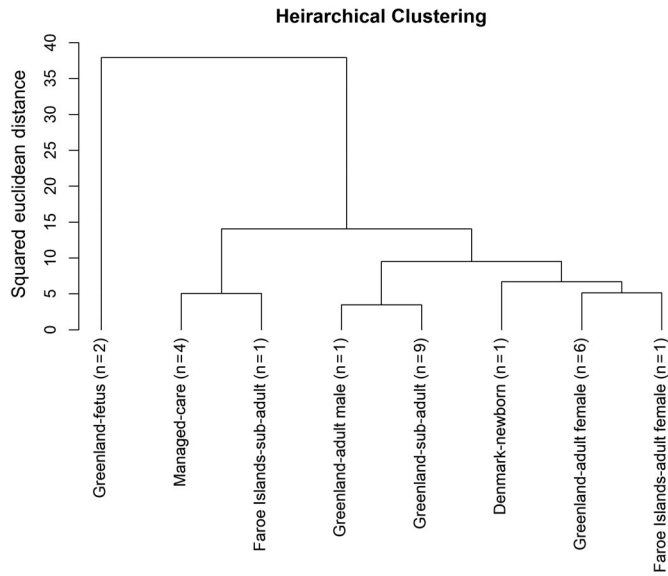 Heirarchical Clustering
Squared euclidean distance
40
35
30
25
20
15
10
5
0
Greenland-fetus (n=2)
Managed-care (n=4)
Faroe Islands-sub-adult (n=1)
Greenland-adult male (n=1)
Greenland-sub-adult (n=9)
Denmark-newborn (n=1)
Greenland-adult female (n=6)
Faroe Islands-adult female (n=1)